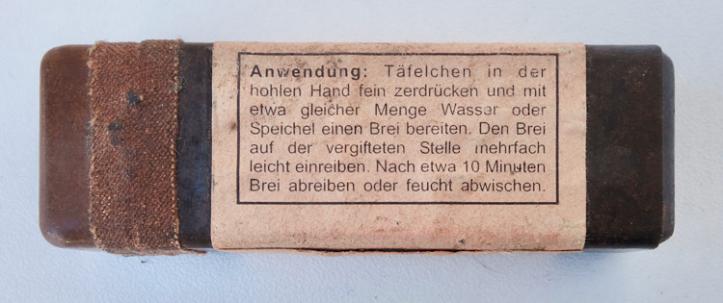 Anwendung: Täfelchen in der
hohlen Hand fein zerdrücken und mit
etwa gleicher Menge Wasser oder
Speichel einen Brei bereiten. Den Brei
auf der vergifteten Stelle mehrfach
leicht einreiben. Nach etwa 10 Minuten
Brei abreiben oder feucht abwischen.